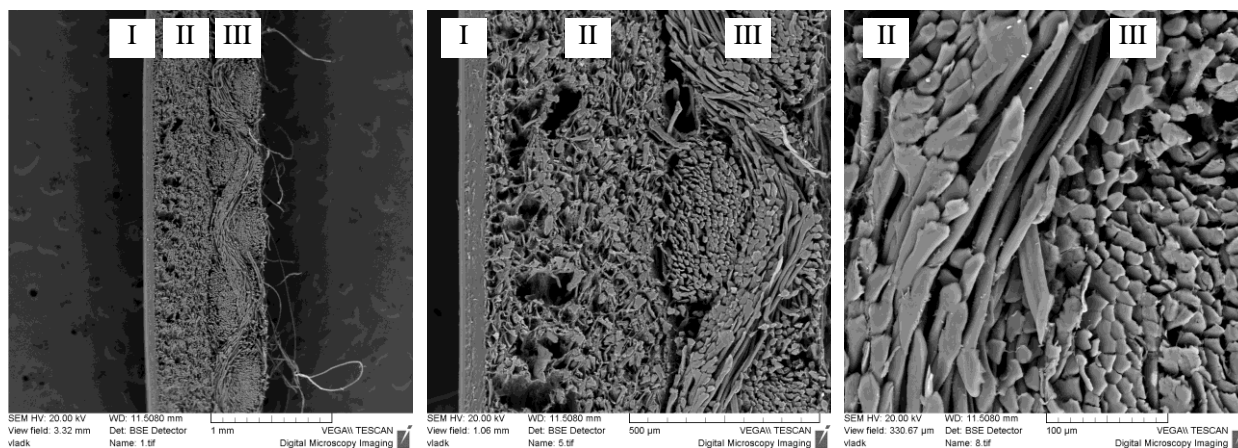 I II III
SEM HV: 20.00 kV WD: 11.5080 mm
View field: 3.32 mm Det: BSE Detector 1 mm
vladk Name: 1.tif
VEGA\\ TESCAN
Digital Microscopy Imaging
I II III
SEM HV: 20.00 kV WD: 11.5080 mm
View field: 1.06 mm Det: BSE Detector 500 µm
vladk Name: 5.tif
VEGA\\ TESCAN
Digital Microscopy Imaging
II III
SEM HV: 20.00 kV WD: 11.5080 mm
View field: 330.67 µm Det: BSE Detector 100 µm
vladk Name: 8.tif
VEGA\\ TESCAN
Digital Microscopy Imaging